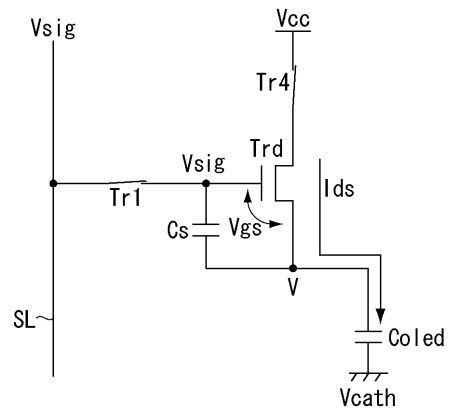 Vsig
Vcc
Tr4
Vsig
Trd
Tr1
Ids
Cs
Vgs
V
SL
Coled
Vcath